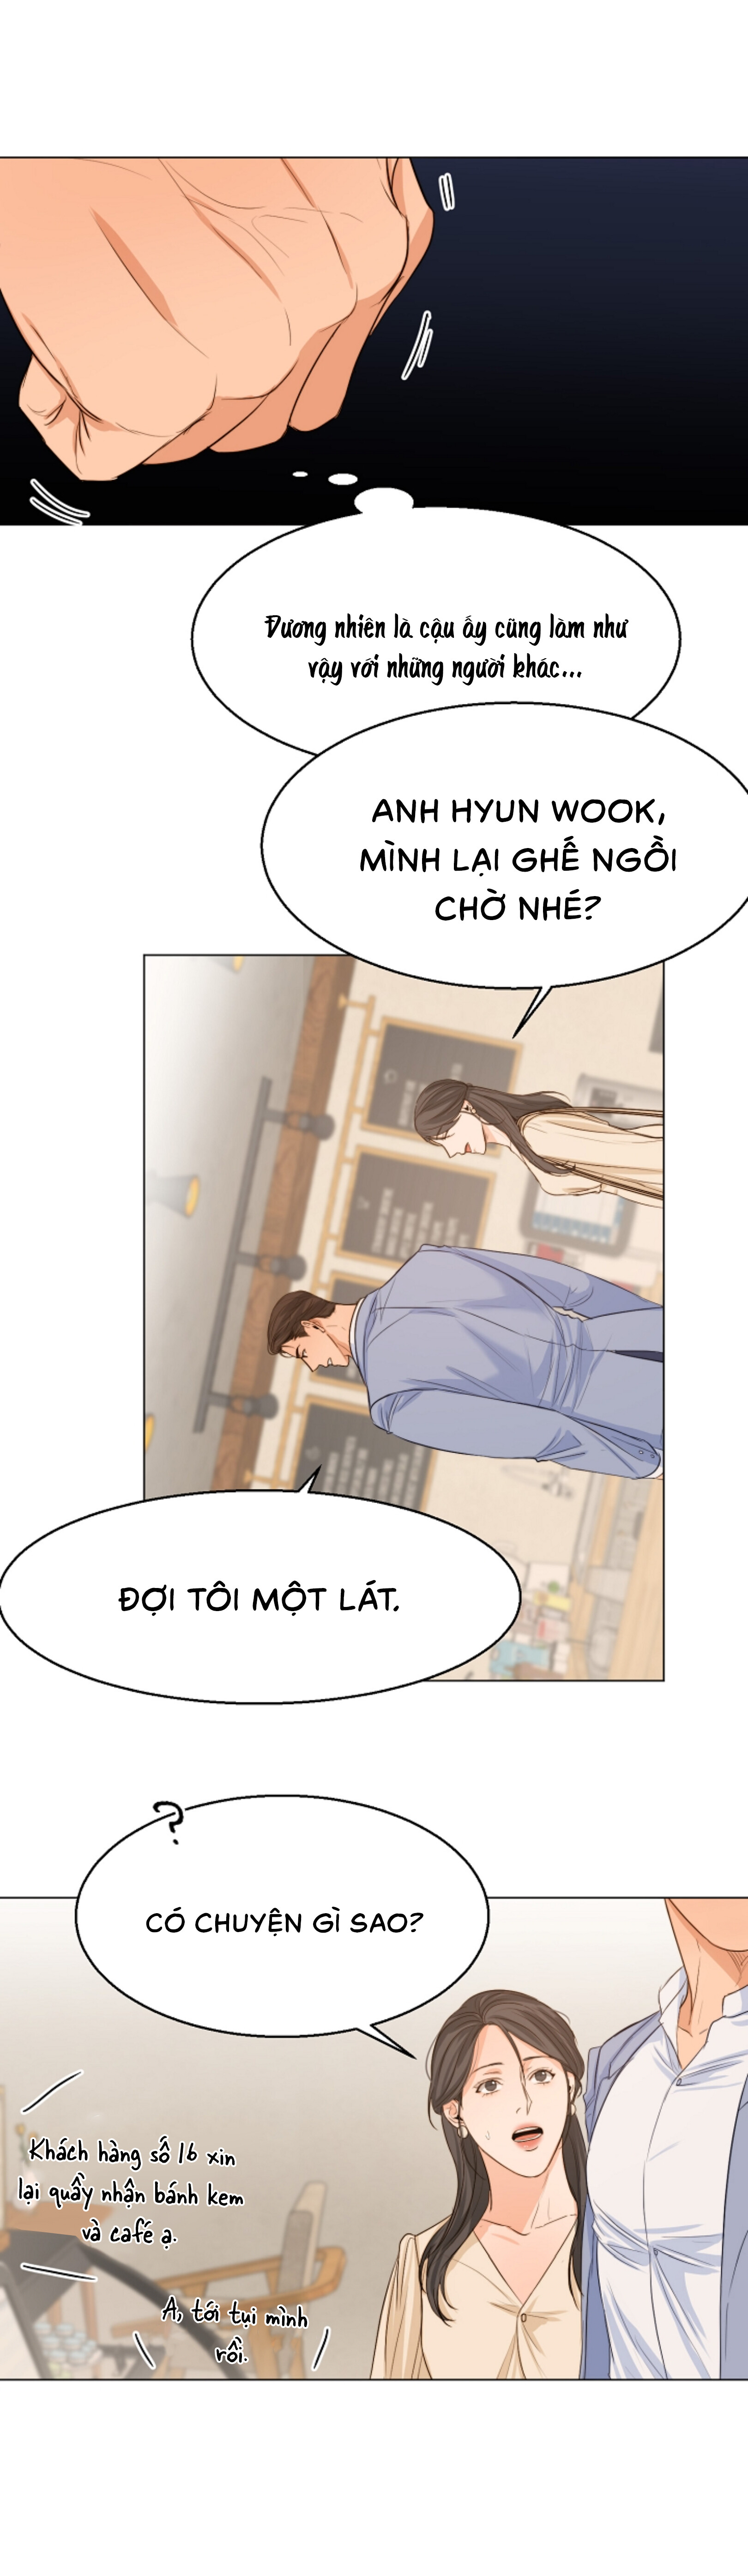 Đương nhiên là cậu ấy cũng làm như
vậy với những người khác...
ANH HYUN WOOK,
MÌNH LẠI GHẾ NGỒI
CHỜ NHÉ?
ĐỢI TÔI MỘT LÁT.
?
CÓ CHUYỆN GÌ SAO?
Khách hàng số 16 xin
lại quầy nhận bánh kem
và café ạ.
A, tới tụi mình
rồi.